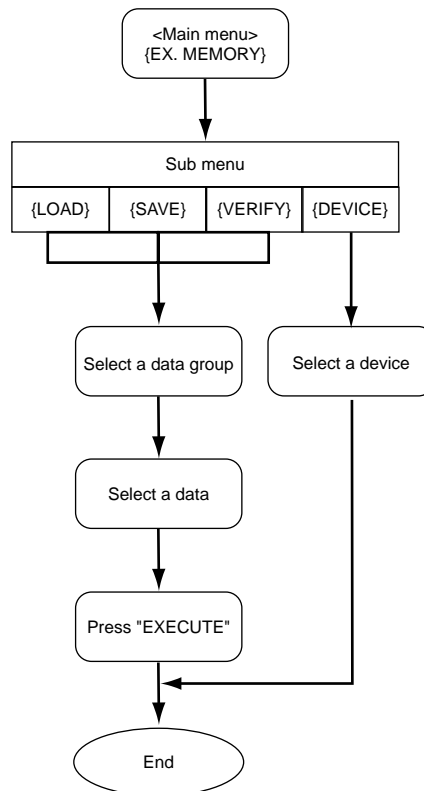 <Main menu>
{EX. MEMORY}
Sub menu
{LOAD} {SAVE} {VERIFY} {DEVICE}
Select a data group
Select a device
Select a data
Press "EXECUTE"
End